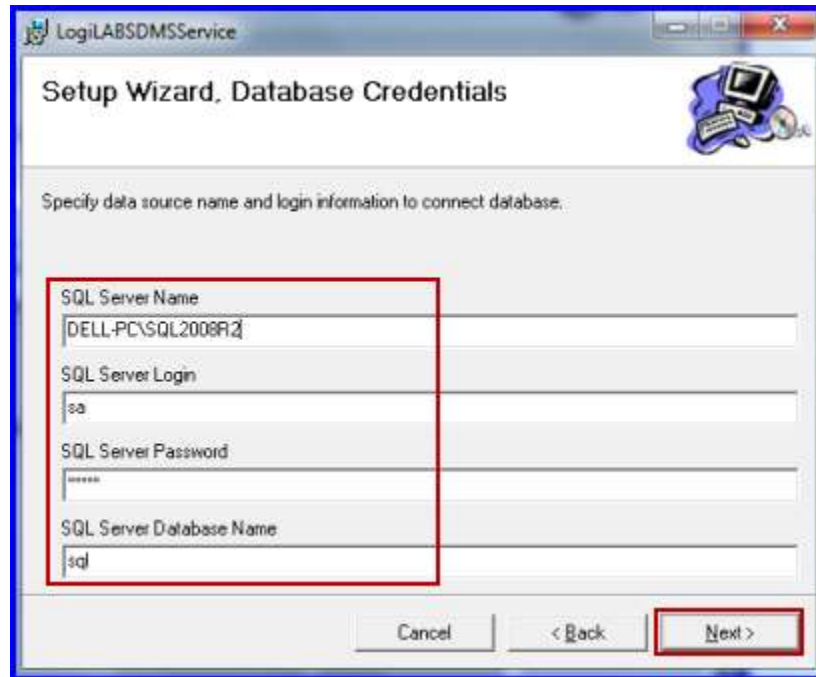 LogiLABSDMSService
Setup Wizard, Database Credentials
Specify data source name and login information to connect database.
SQL Server Name
DELL-PC\SQL2008R2
SQL Server Login
sa
SQL Server Password
*****
SQL Server Database Name
sql
Cancel
< Back
Next >